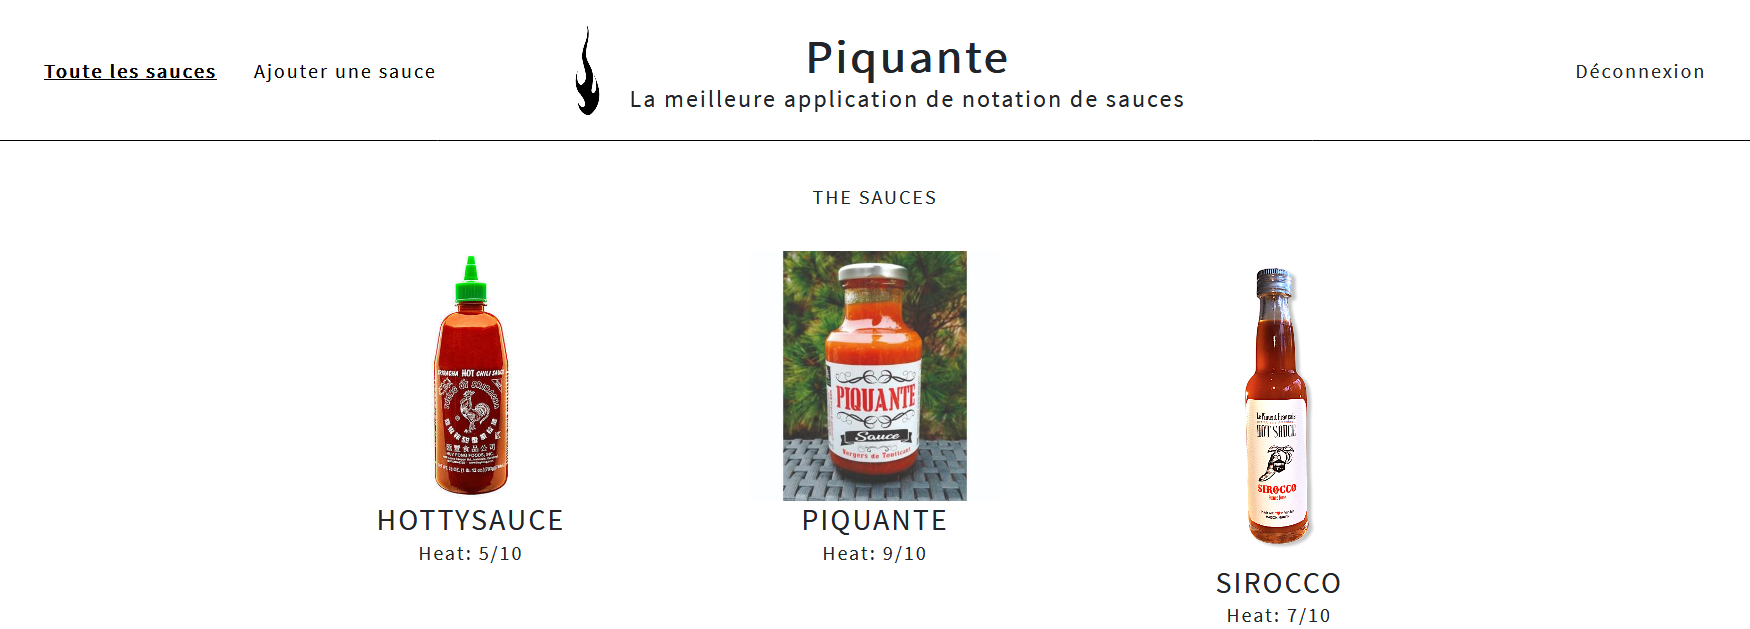 Toute les sauces
Ajouter une sauce
Piquante
La meilleure application de notation de sauces
Déconnexion
THE SAUCES
SRIRACHA HOT CHILI SAUCE
PIQUANTE
Sauce
Vergers de
HOT SAUCE
SIROCCO
HOTTYSAUCE
Heat: 5/10
PIQUANTE
Heat: 9/10
SIROCCO
Heat: 7/10